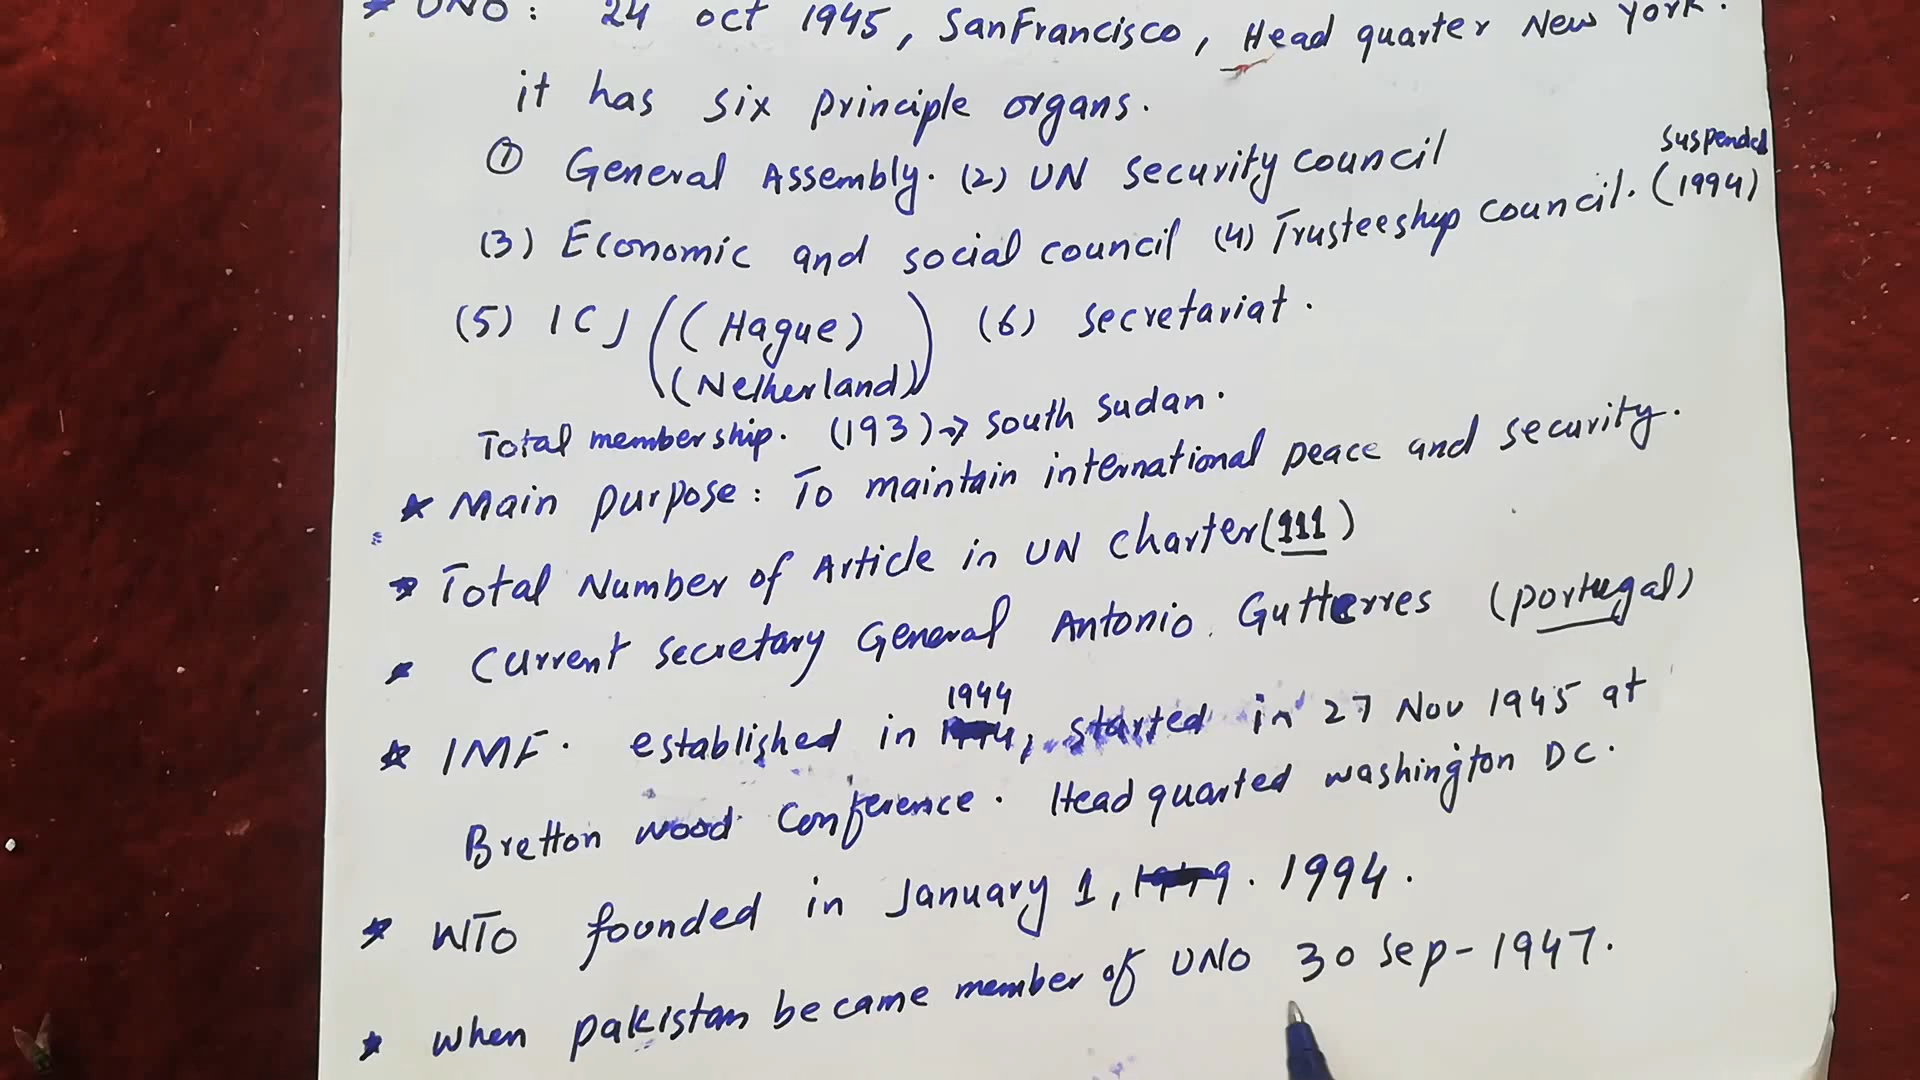 * UNO: 24 oct 1945, SanFrancisco, Head quarter New York.
it has six principle organs.
① General Assembly. (2) UN Security council
suspended
(3) Economic and social council (4) Trusteeship council. (1994)
(5) ICJ ((Hague) (6) Secretariat.
(Netherland))
Total membership. (193) → South Sudan.
* Main purpose: To maintain international peace and security.
* Total Number of Article in UN charter (111)
* Current secretary General Antonio. Gutterres (portugal)
1944
* IMF. established in , started in 27 Nov 1945 at
Bretton wood Conference. Head quarted washington DC.
* WTO founded in January 1, . 1994.
* when pakistan became member of UNO 30 Sep-1947.